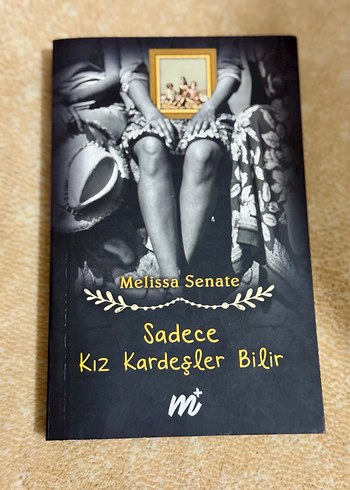 Melissa Senate
Sadece
Kız Kardeşler Bilir
m+